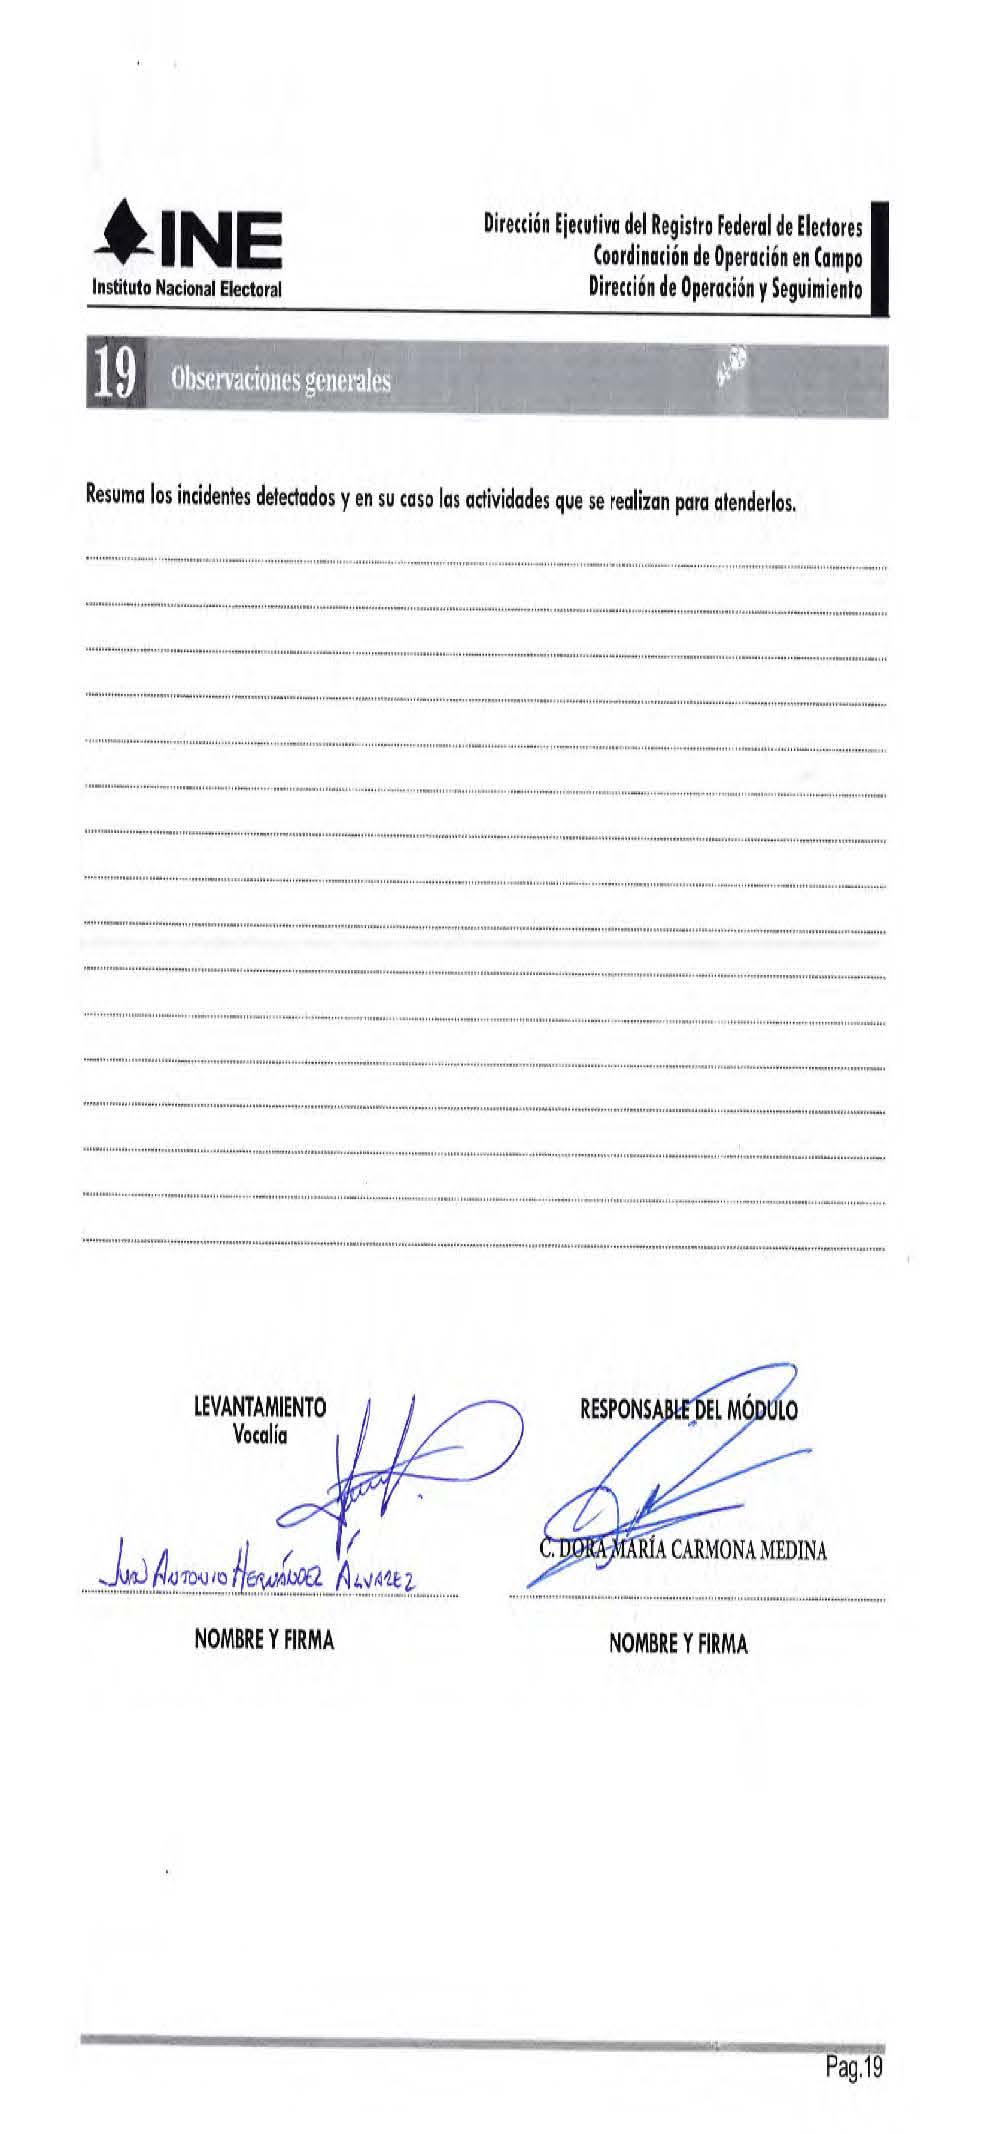 INE
Instituto Nacional Electoral
Dirección Ejecutiva del Registro Federal de Electores
Coordinación de Operación en Campo
Dirección de Operación y Seguimiento
19 Observaciones generales
Resuma los incidentes detectados y en su caso las actividades que se realizan para atenderlos.
LEVANTAMIENTO
Vocalía
JUAN ANTONIO HERNÁNDEZ ÁLVAREZ
NOMBRE Y FIRMA
RESPONSABLE DEL MÓDULO
C. DORA MARÍA CARMONA MEDINA
NOMBRE Y FIRMA
Pag.19